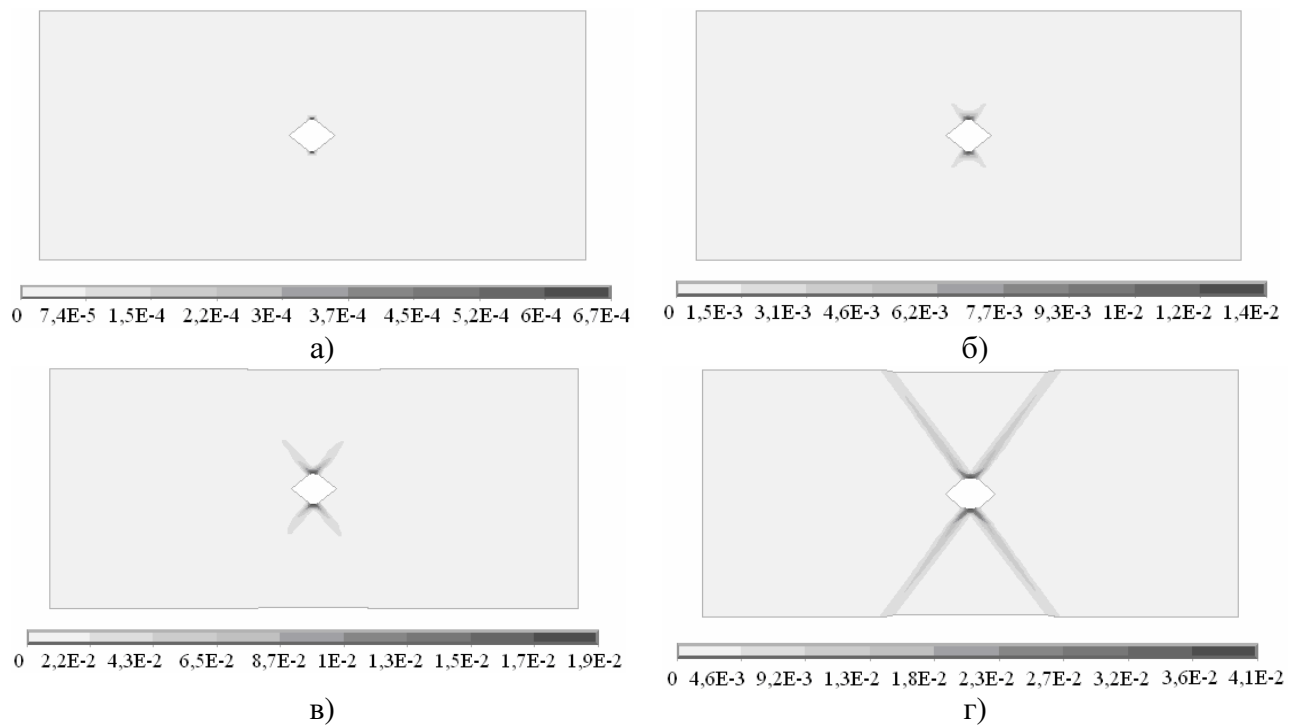 0 7,4E-5 1,5E-4 2,2E-4 3E-4 3,7E-4 4,5E-4 5,2E-4 6E-4 6,7E-4
а)
0 1,5E-3 3,1E-3 4,6E-3 6,2E-3 7,7E-3 9,3E-3 1E-2 1,2E-2 1,4E-2
б)
0 2,2E-2 4,3E-2 6,5E-2 8,7E-2 1E-2 1,3E-2 1,5E-2 1,7E-2 1,9E-2
в)
0 4,6E-3 9,2E-3 1,3E-2 1,8E-2 2,3E-2 2,7E-2 3,2E-2 3,6E-2 4,1E-2
г)